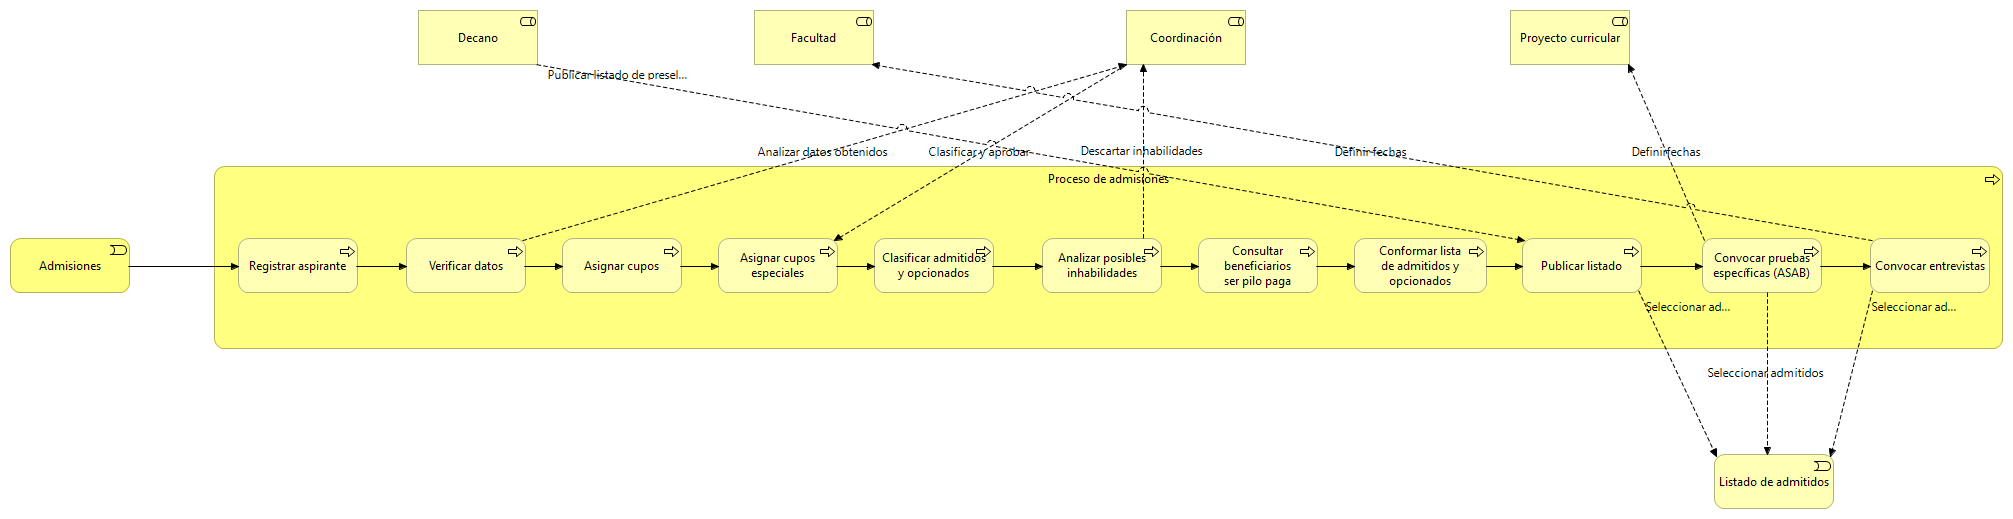 Decano
Facultad
Coordinación
Proyecto curricular
Publicar listado de presel...
Analizar datos obtenidos
Clasificar y aprobar
Descartar inhabilidades
Definir fechas
Definir fechas
Proceso de admisiones
Admisiones
Registrar aspirante
Verificar datos
Asignar cupos
Asignar cupos
especiales
Clasificar admitidos
y opcionados
Analizar posibles
inhabilidades
Consultar
beneficiarios
ser pilo paga
Conformar lista
de admitidos y
opcionados
Publicar listado
Convocar pruebas
específicas (ASAB)
Convocar entrevistas
Seleccionar ad...
Seleccionar ad...
Seleccionar admitidos
Listado de admitidos